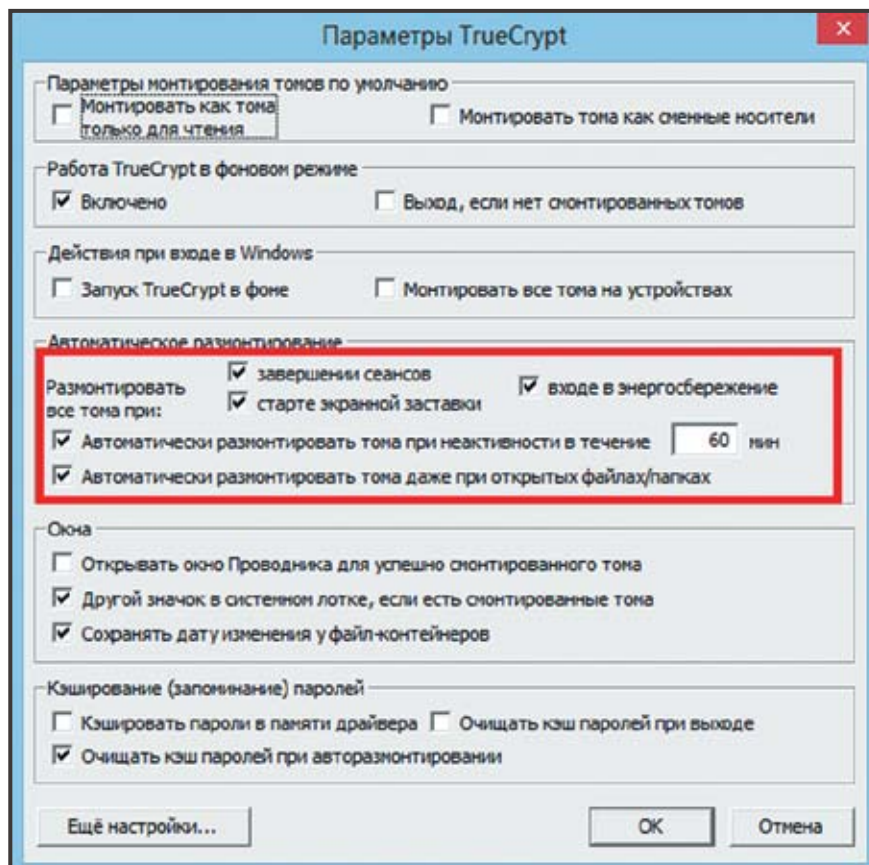 Параметры TrueCrypt
Параметры монтирования томов по умолчанию
Монтировать как тома
только для чтения
Монтировать тома как сменные носители
Работа TrueCrypt в фоновом режиме
Включено
Выход, если нет смонтированных томов
Действия при входе в Windows
Запуск TrueCrypt в фоне
Монтировать все тома на устройствах
Автоматическое размонтирование
Размонтировать
все тома при:
завершении сеансов
старте экранной заставки
входе в энергосбережение
Автоматически размонтировать тома при неактивности в течение 60 мин
Автоматически размонтировать тома даже при открытых файлах/папках
Окна
Открывать окно Проводника для успешно смонтированного тома
Другой значок в системном лотке, если есть смонтированные тома
Сохранять дату изменения у файл-контейнеров
Кэширование (запоминание) паролей
Кэшировать пароли в памяти драйвера
Очищать кэш паролей при выходе
Очищать кэш паролей при авторазмонтировании
Ещё настройки...
OK
Отмена